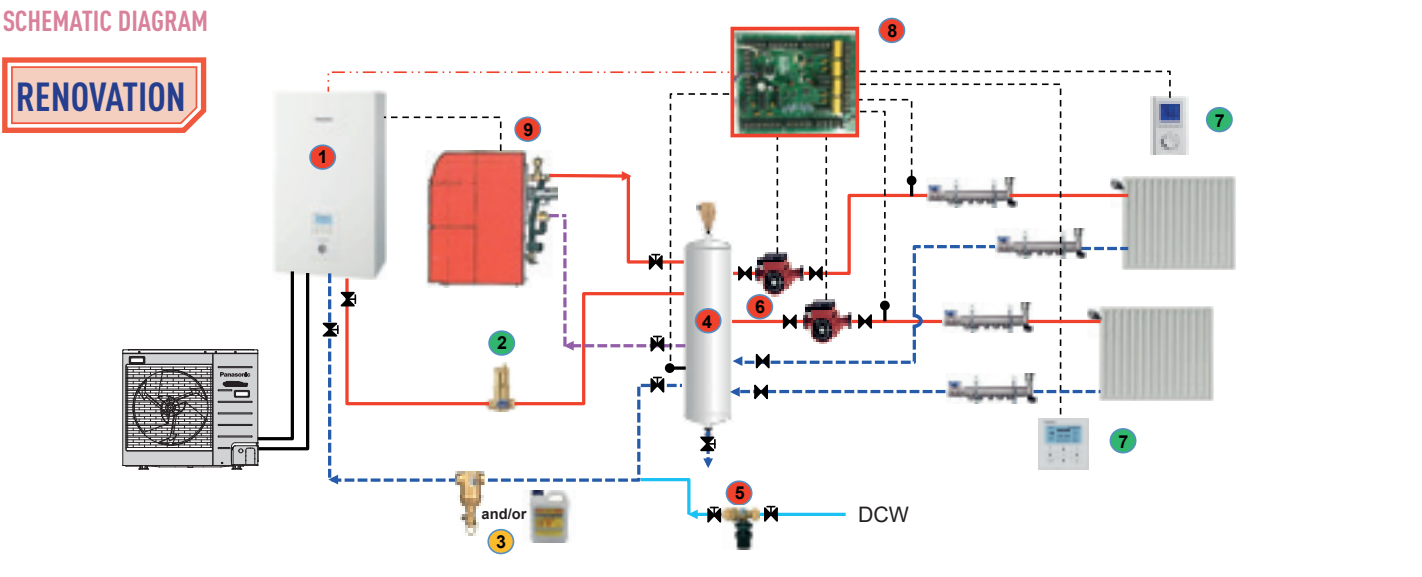 SCHEMATIC DIAGRAM
RENOVATION
8
7
9
1
6
4
2
Panasonic
7
5
and/or
DCW
3